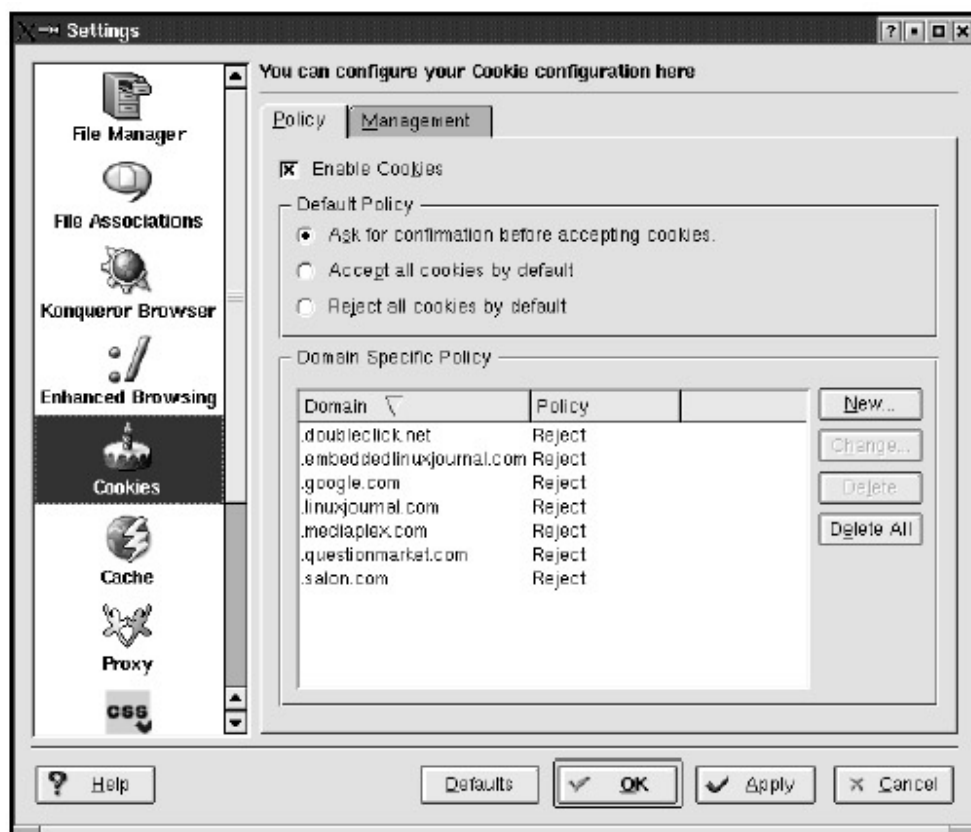 Settings
You can configure your Cookie configuration here
File Manager
File Associations
Konqueror Browser
Enhanced Browsing
Cookies
Cache
Proxy
css
Policy
Management
Enable Cookies
Default Policy
Ask for confirmation before accepting cookies.
Accept all cookies by default
Reject all cookies by default
Domain Specific Policy
Domain Policy
.doubleclick.net Reject
.embeddedlinuxjournal.com Reject
.google.com Reject
.linuxjournal.com Reject
.mediaplex.com Reject
.questionmarket.com Reject
.salon.com Reject
New...
Change...
Delete
Delete All
? Help
Defaults
OK
Apply
Cancel